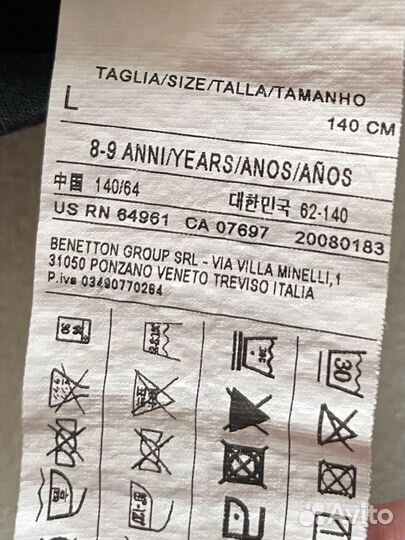 TAGLIA/SIZE/TALLA/TAMANHO
L
140 CM
8-9 ANNI/YEARS/ANOS/AÑOS
中国 140/64 대한민국 62-140
US RN 64961 CA 07697 20080183
BENETTON GROUP SRL - VIA VILLA MINELLI,1
31050 PONZANO VENETO TREVISO ITALIA
P.iva 03490770264
30
Avito